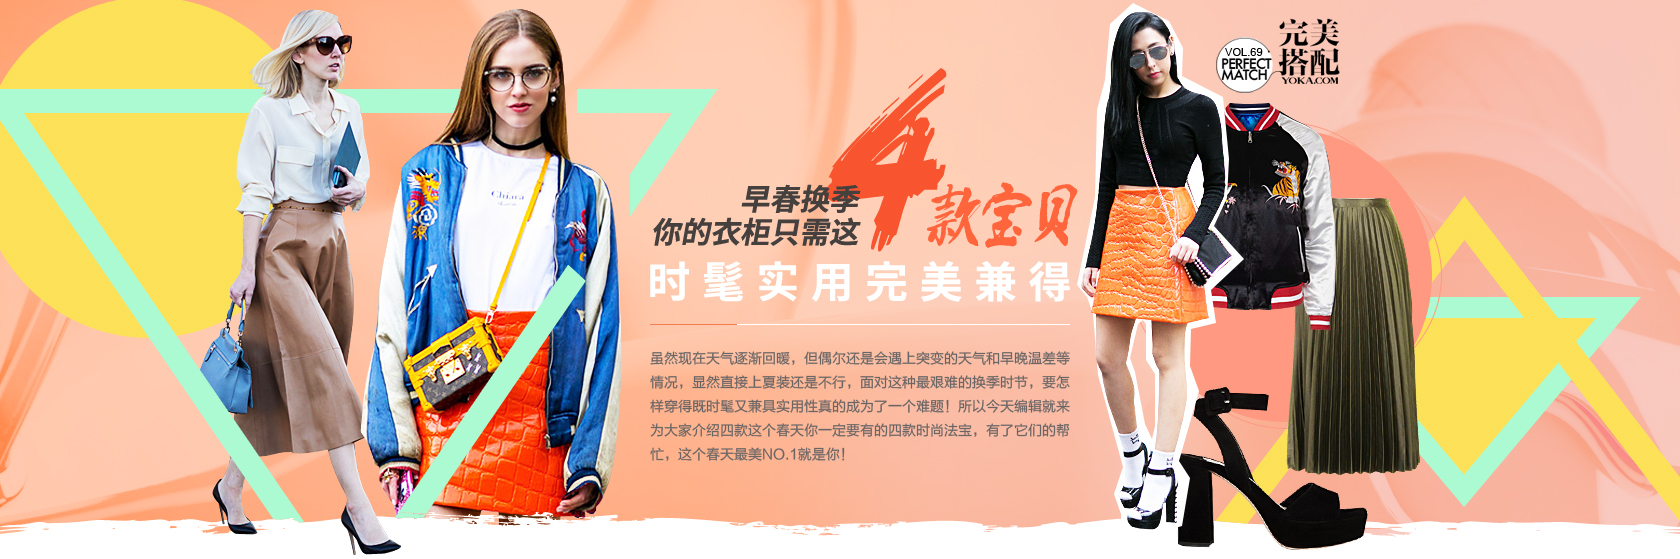 VOL.69
PERFECT
MATCH
完美
搭配
YOKA.COM
早春换季
你的衣柜只需这
4款宝贝
时髦实用完美兼得
虽然现在天气逐渐回暖，但偶尔还是会遇上突变的天气和早晚温差等
情况，显然直接上夏装还是不行，面对这种最艰难的换季时节，要怎
样穿得既时髦又兼具实用性真的成为了一个难题！所以今天编辑就来
为大家介绍四款这个春天你一定要有的四款时尚法宝，有了它们的帮
忙，这个春天最美NO.1就是你！
Chiara